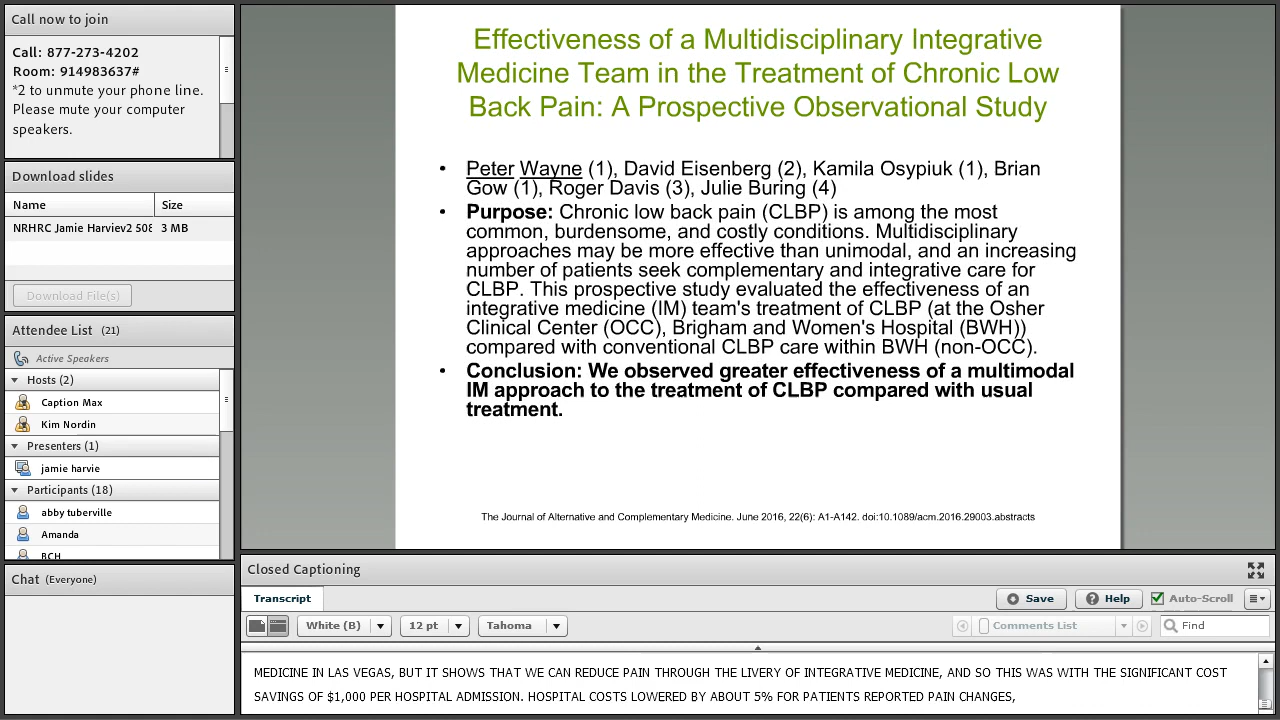 Call now to join
Call: 877-273-4202
Room: 914983637#
*2 to unmute your phone line.
Please mute your computer
speakers.
Download slides
Name Size
NRHRC Jamie Harviev2 508 3 MB
Download File(s)
Attendee List (21)
Active Speakers
Hosts (2)
Caption Max
Kim Nordin
Presenters (1)
jamie harvie
Participants (18)
abby tuberville
Amanda
BCH
Chat (Everyone)
Effectiveness of a Multidisciplinary Integrative
Medicine Team in the Treatment of Chronic Low
Back Pain: A Prospective Observational Study
• Peter Wayne (1), David Eisenberg (2), Kamila Osypiuk (1), Brian
Gow (1), Roger Davis (3), Julie Buring (4)
• Purpose: Chronic low back pain (CLBP) is among the most
common, burdensome, and costly conditions. Multidisciplinary
approaches may be more effective than unimodal, and an increasing
number of patients seek complementary and integrative care for
CLBP. This prospective study evaluated the effectiveness of an
integrative medicine (IM) team's treatment of CLBP (at the Osher
Clinical Center (OCC), Brigham and Women's Hospital (BWH))
compared with conventional CLBP care within BWH (non-OCC).
• Conclusion: We observed greater effectiveness of a multimodal
IM approach to the treatment of CLBP compared with usual
treatment.
The Journal of Alternative and Complementary Medicine. June 2016, 22(6): A1-A142. doi:10.1089/acm.2016.29003.abstracts
Closed Captioning
Transcript Save Help Auto-Scroll
White (B) 12 pt Tahoma Comments List Find
MEDICINE IN LAS VEGAS, BUT IT SHOWS THAT WE CAN REDUCE PAIN THROUGH THE LIVERY OF INTEGRATIVE MEDICINE, AND SO THIS WAS WITH THE SIGNIFICANT COST
SAVINGS OF $1,000 PER HOSPITAL ADMISSION. HOSPITAL COSTS LOWERED BY ABOUT 5% FOR PATIENTS REPORTED PAIN CHANGES,